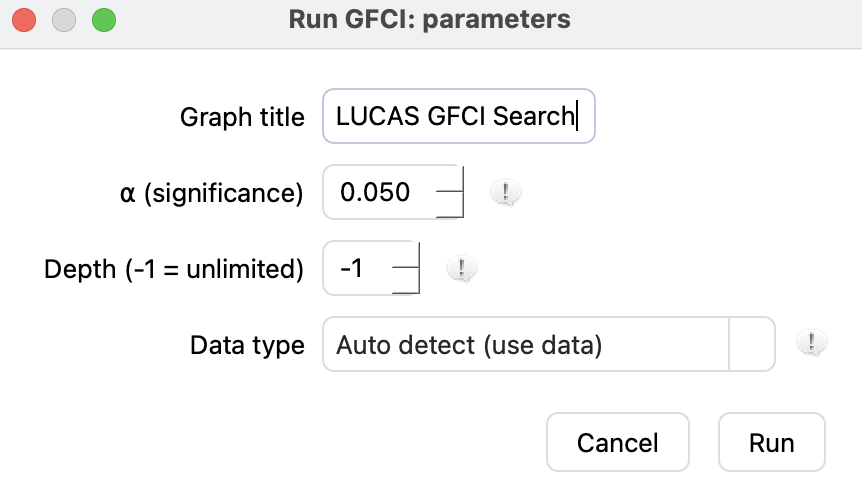 Run GFCI: parameters
Graph title LUCAS GFCI Search
α (significance) 0.050 !
Depth (-1 = unlimited) -1 !
Data type Auto detect (use data) !
Cancel Run